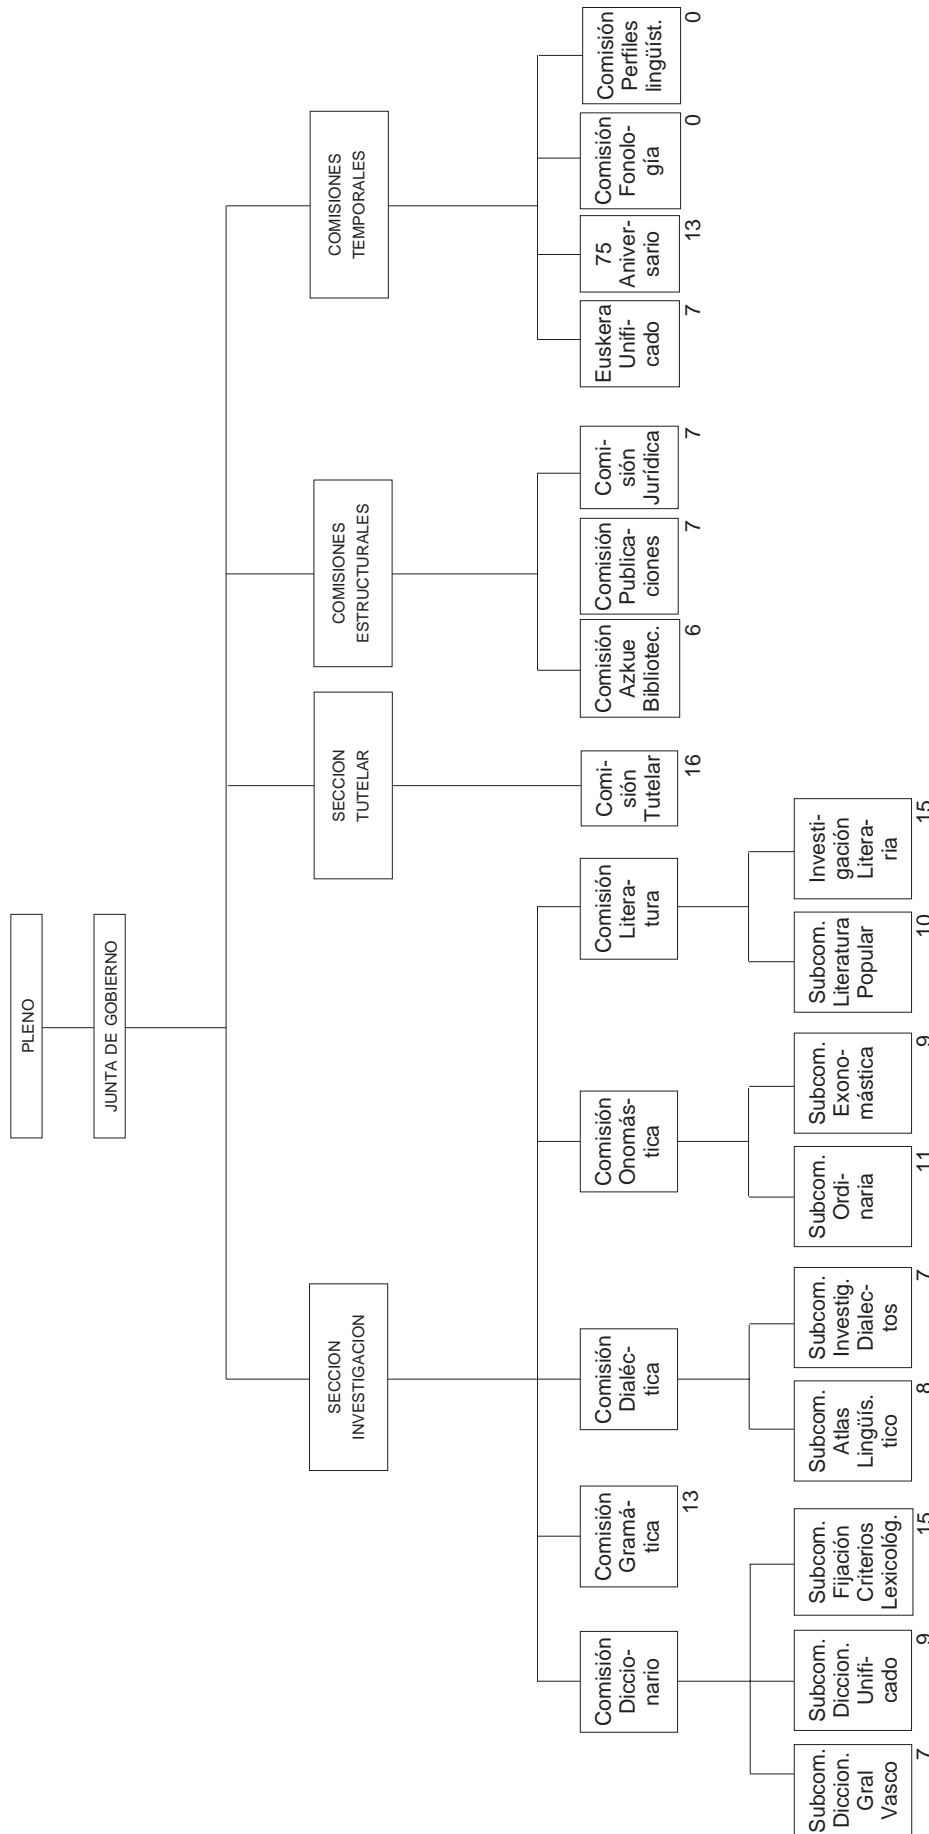 PLENO
JUNTA DE GOBIERNO
SECCION
INVESTIGACION
SECCION
TUTELAR
COMISIONES
ESTRUCTURALES
COMISIONES
TEMPORALES
Comisión
Diccio-
nario
Comisión
Gramá-
tica
13
Comisión
Dialéc-
tica
Comisión
Onomás-
tica
Comisión
Litera-
tura
Comi-
sión
Tutelar
16
Comisión
Azkue
Bibliotec.
6
Comisión
Publica-
ciones
7
Comi-
sión
Jurídica
7
Euskera
Unifi-
cado
7
75
Aniver-
sario
13
Comisión
Fonolo-
gía
0
Comisión
Perfiles
lingüíst.
0
Subcom.
Diccion.
Gral
Vasco
7
Subcom.
Diccion.
Unifi-
cado
9
Subcom.
Fijación
Criterios
Lexicológ.
15
Subcom.
Atlas
Lingüís.
tico
8
Subcom.
Investig.
Dialec-
tos
7
Subcom.
Ordi-
naria
11
Subcom.
Exono-
mástica
9
Subcom.
Literatura
Popular
10
Investi-
gación
Litera-
ria
15